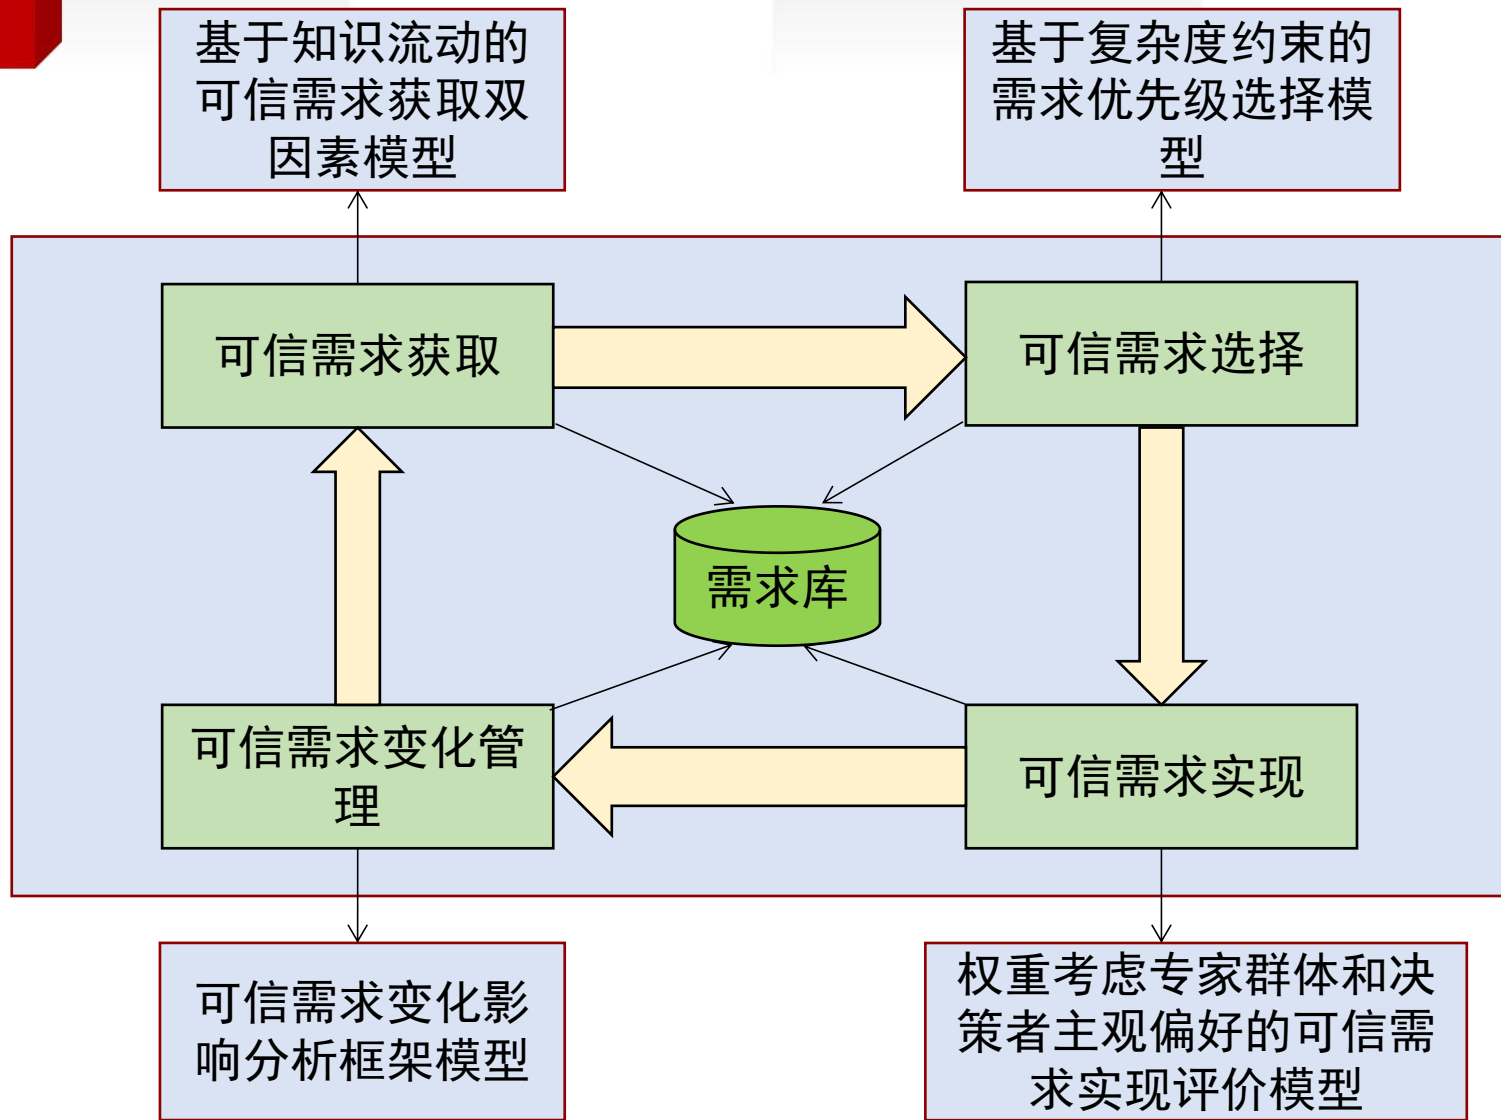 基于知识流动的
可信需求获取双
因素模型
基于复杂度约束的
需求优先级选择模
型
可信需求获取
可信需求选择
需求库
可信需求变化管
理
可信需求实现
可信需求变化影
响分析框架模型
权重考虑专家群体和决
策者主观偏好的可信需
求实现评价模型